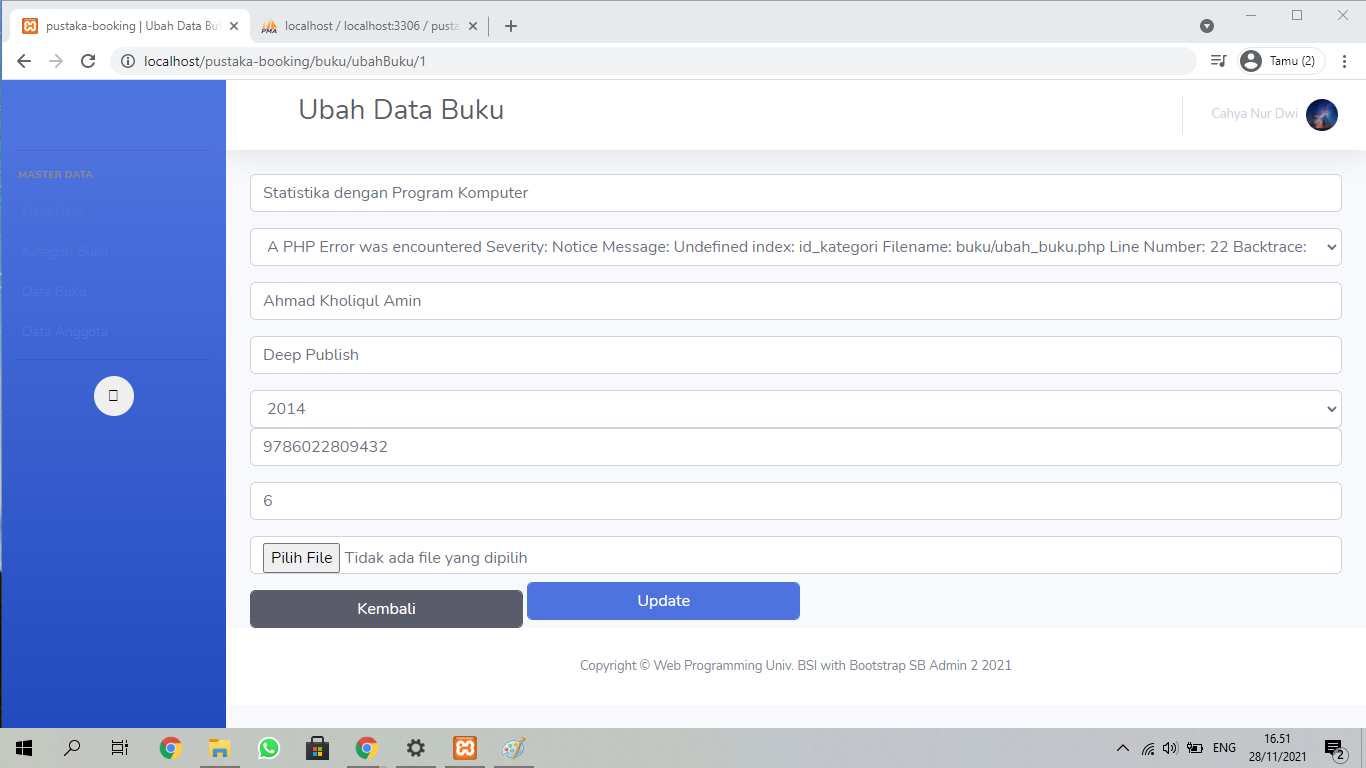 pustaka-booking | Ubah Data Bu
localhost / localhost:3306 / pusta
localhost/pustaka-booking/buku/ubahBuku/1
Tamu (2)
Ubah Data Buku
Cahya Nur Dwi
MASTER DATA
Data User
Kategori Buku
Data Buku
Data Anggota
Statistika dengan Program Komputer
A PHP Error was encountered Severity: Notice Message: Undefined index: id_kategori Filename: buku/ubah_buku.php Line Number: 22 Backtrace:
Ahmad Kholiqul Amin
Deep Publish
2014
9786022809432
6
Pilih File Tidak ada file yang dipilih
Kembali
Update
Copyright © Web Programming Univ. BSI with Bootstrap SB Admin 2 2021
ENG
16.51
28/11/2021
2